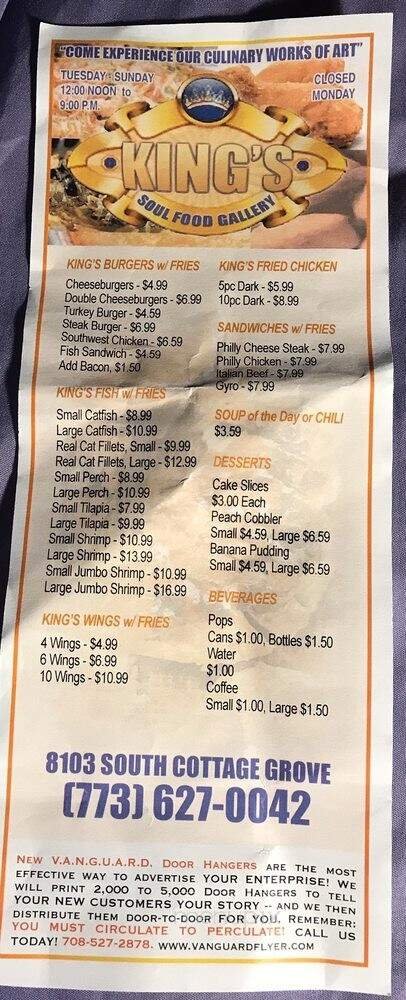 "COME EXPERIENCE OUR CULINARY WORKS OF ART"
TUESDAY - SUNDAY
12:00 NOON to
9:00 P.M.
CLOSED
MONDAY
KING'S
SOUL FOOD GALLERY
KING'S BURGERS w/ FRIES
Cheeseburgers - $4.99
Double Cheeseburgers - $6.99
Turkey Burger - $4.59
Steak Burger - $6.99
Southwest Chicken - $6.59
Fish Sandwich - $4.59
Add Bacon, $1.50
KING'S FISH w/ FRIES
Small Catfish - $8.99
Large Catfish - $10.99
Real Cat Fillets, Small - $9.99
Real Cat Fillets, Large - $12.99
Small Perch - $8.99
Large Perch - $10.99
Small Tilapia - $7.99
Large Tilapia - $9.99
Small Shrimp - $10.99
Large Shrimp - $13.99
Small Jumbo Shrimp - $10.99
Large Jumbo Shrimp - $16.99
KING'S WINGS w/ FRIES
4 Wings - $4.99
6 Wings - $6.99
10 Wings - $10.99
KING'S FRIED CHICKEN
5pc Dark - $5.99
10pc Dark - $8.99
SANDWICHES w/ FRIES
Philly Cheese Steak - $7.99
Philly Chicken - $7.99
Italian Beef - $7.99
Gyro - $7.99
SOUP of the Day or CHILI
$3.59
DESSERTS
Cake Slices
$3.00 Each
Peach Cobbler
Small $4.59, Large $6.59
Banana Pudding
Small $4.59, Large $6.59
BEVERAGES
Pops
Cans $1.00, Bottles $1.50
Water
$1.00
Coffee
Small $1.00, Large $1.50
8103 SOUTH COTTAGE GROVE
(773) 627-0042
NEW V.A.N.G.U.A.R.D. DOOR HANGERS ARE THE MOST
EFFECTIVE WAY TO ADVERTISE YOUR ENTERPRISE! WE
WILL PRINT 2,000 TO 5,000 DOOR HANGERS TO TELL
YOUR NEW CUSTOMERS YOUR STORY -- AND WE THEN
DISTRIBUTE THEM DOOR-TO-DOOR FOR YOU. REMEMBER:
YOU MUST CIRCULATE TO PERCULATE! CALL US
TODAY! 708-527-2878. WWW.VANGUARDFLYER.COM